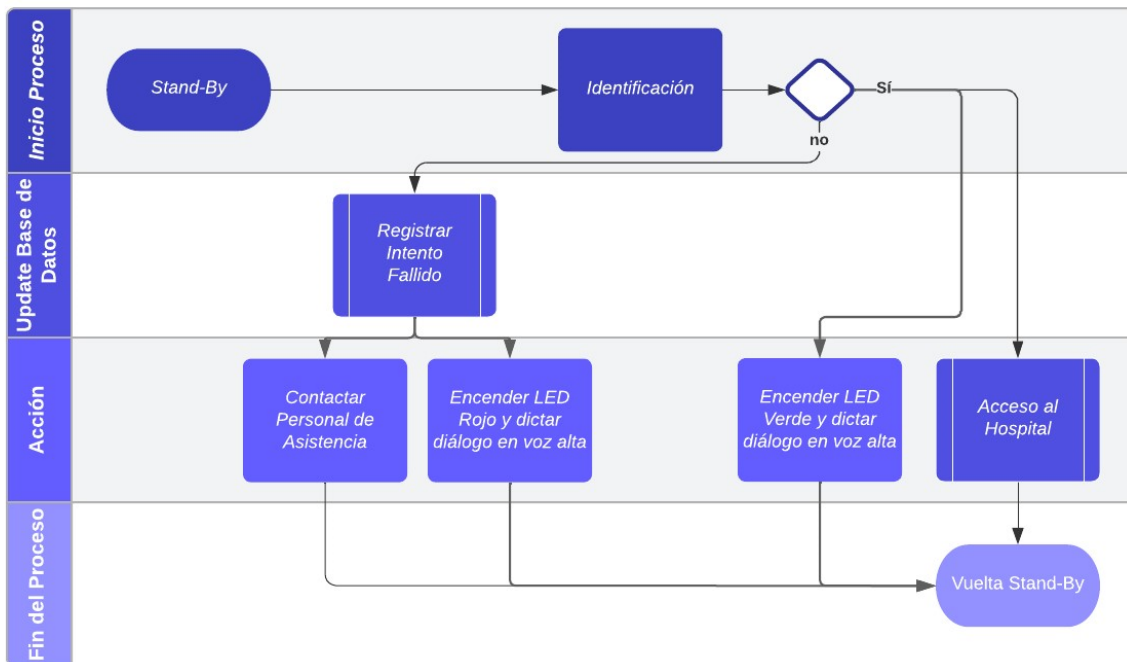 Inicio Proceso
Stand-By
Identificación
Sí
no
Update Base de
Datos
Registrar
Intento
Fallido
Acción
Contactar
Personal de
Asistencia
Encender LED
Rojo y dictar
diálogo en voz alta
Encender LED
Verde y dictar
diálogo en voz alta
Acceso al
Hospital
Fin del Proceso
Vuelta Stand-By